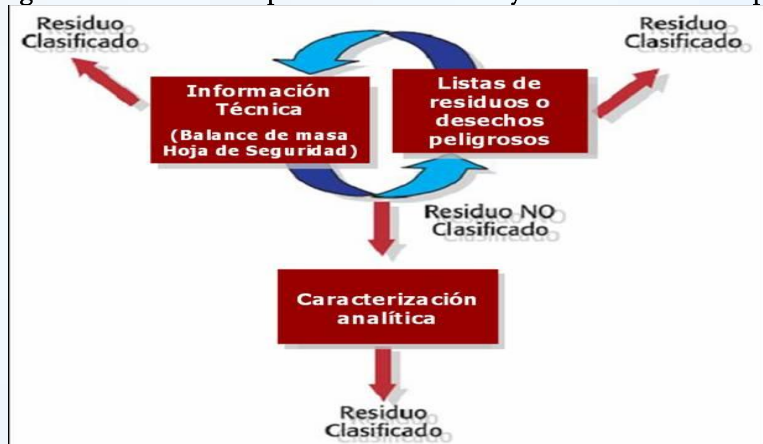 Residuo
Clasificado
Residuo
Clasificado
Información
Técnica
(Balance de masa
Hoja de Seguridad)
Listas de
residuos o
desechos
peligrosos
Residuo NO
Clasificado
Caracterización
analítica
Residuo
Clasificado